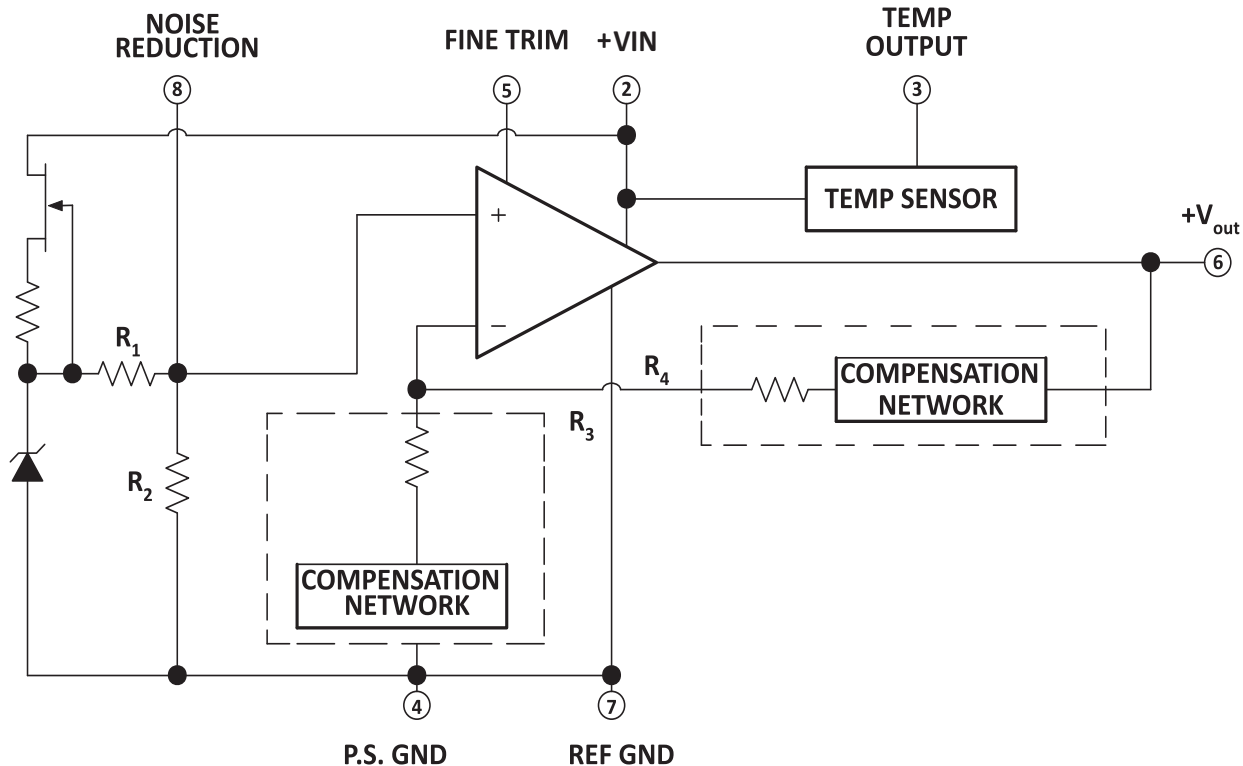 NOISE
REDUCTION
FINE TRIM
+VIN
TEMP
OUTPUT
8
5
2
3
TEMP SENSOR
+
+Vout
6
−
R1
R4
COMPENSATION
NETWORK
R3
R2
COMPENSATION
NETWORK
4
7
P.S. GND
REF GND